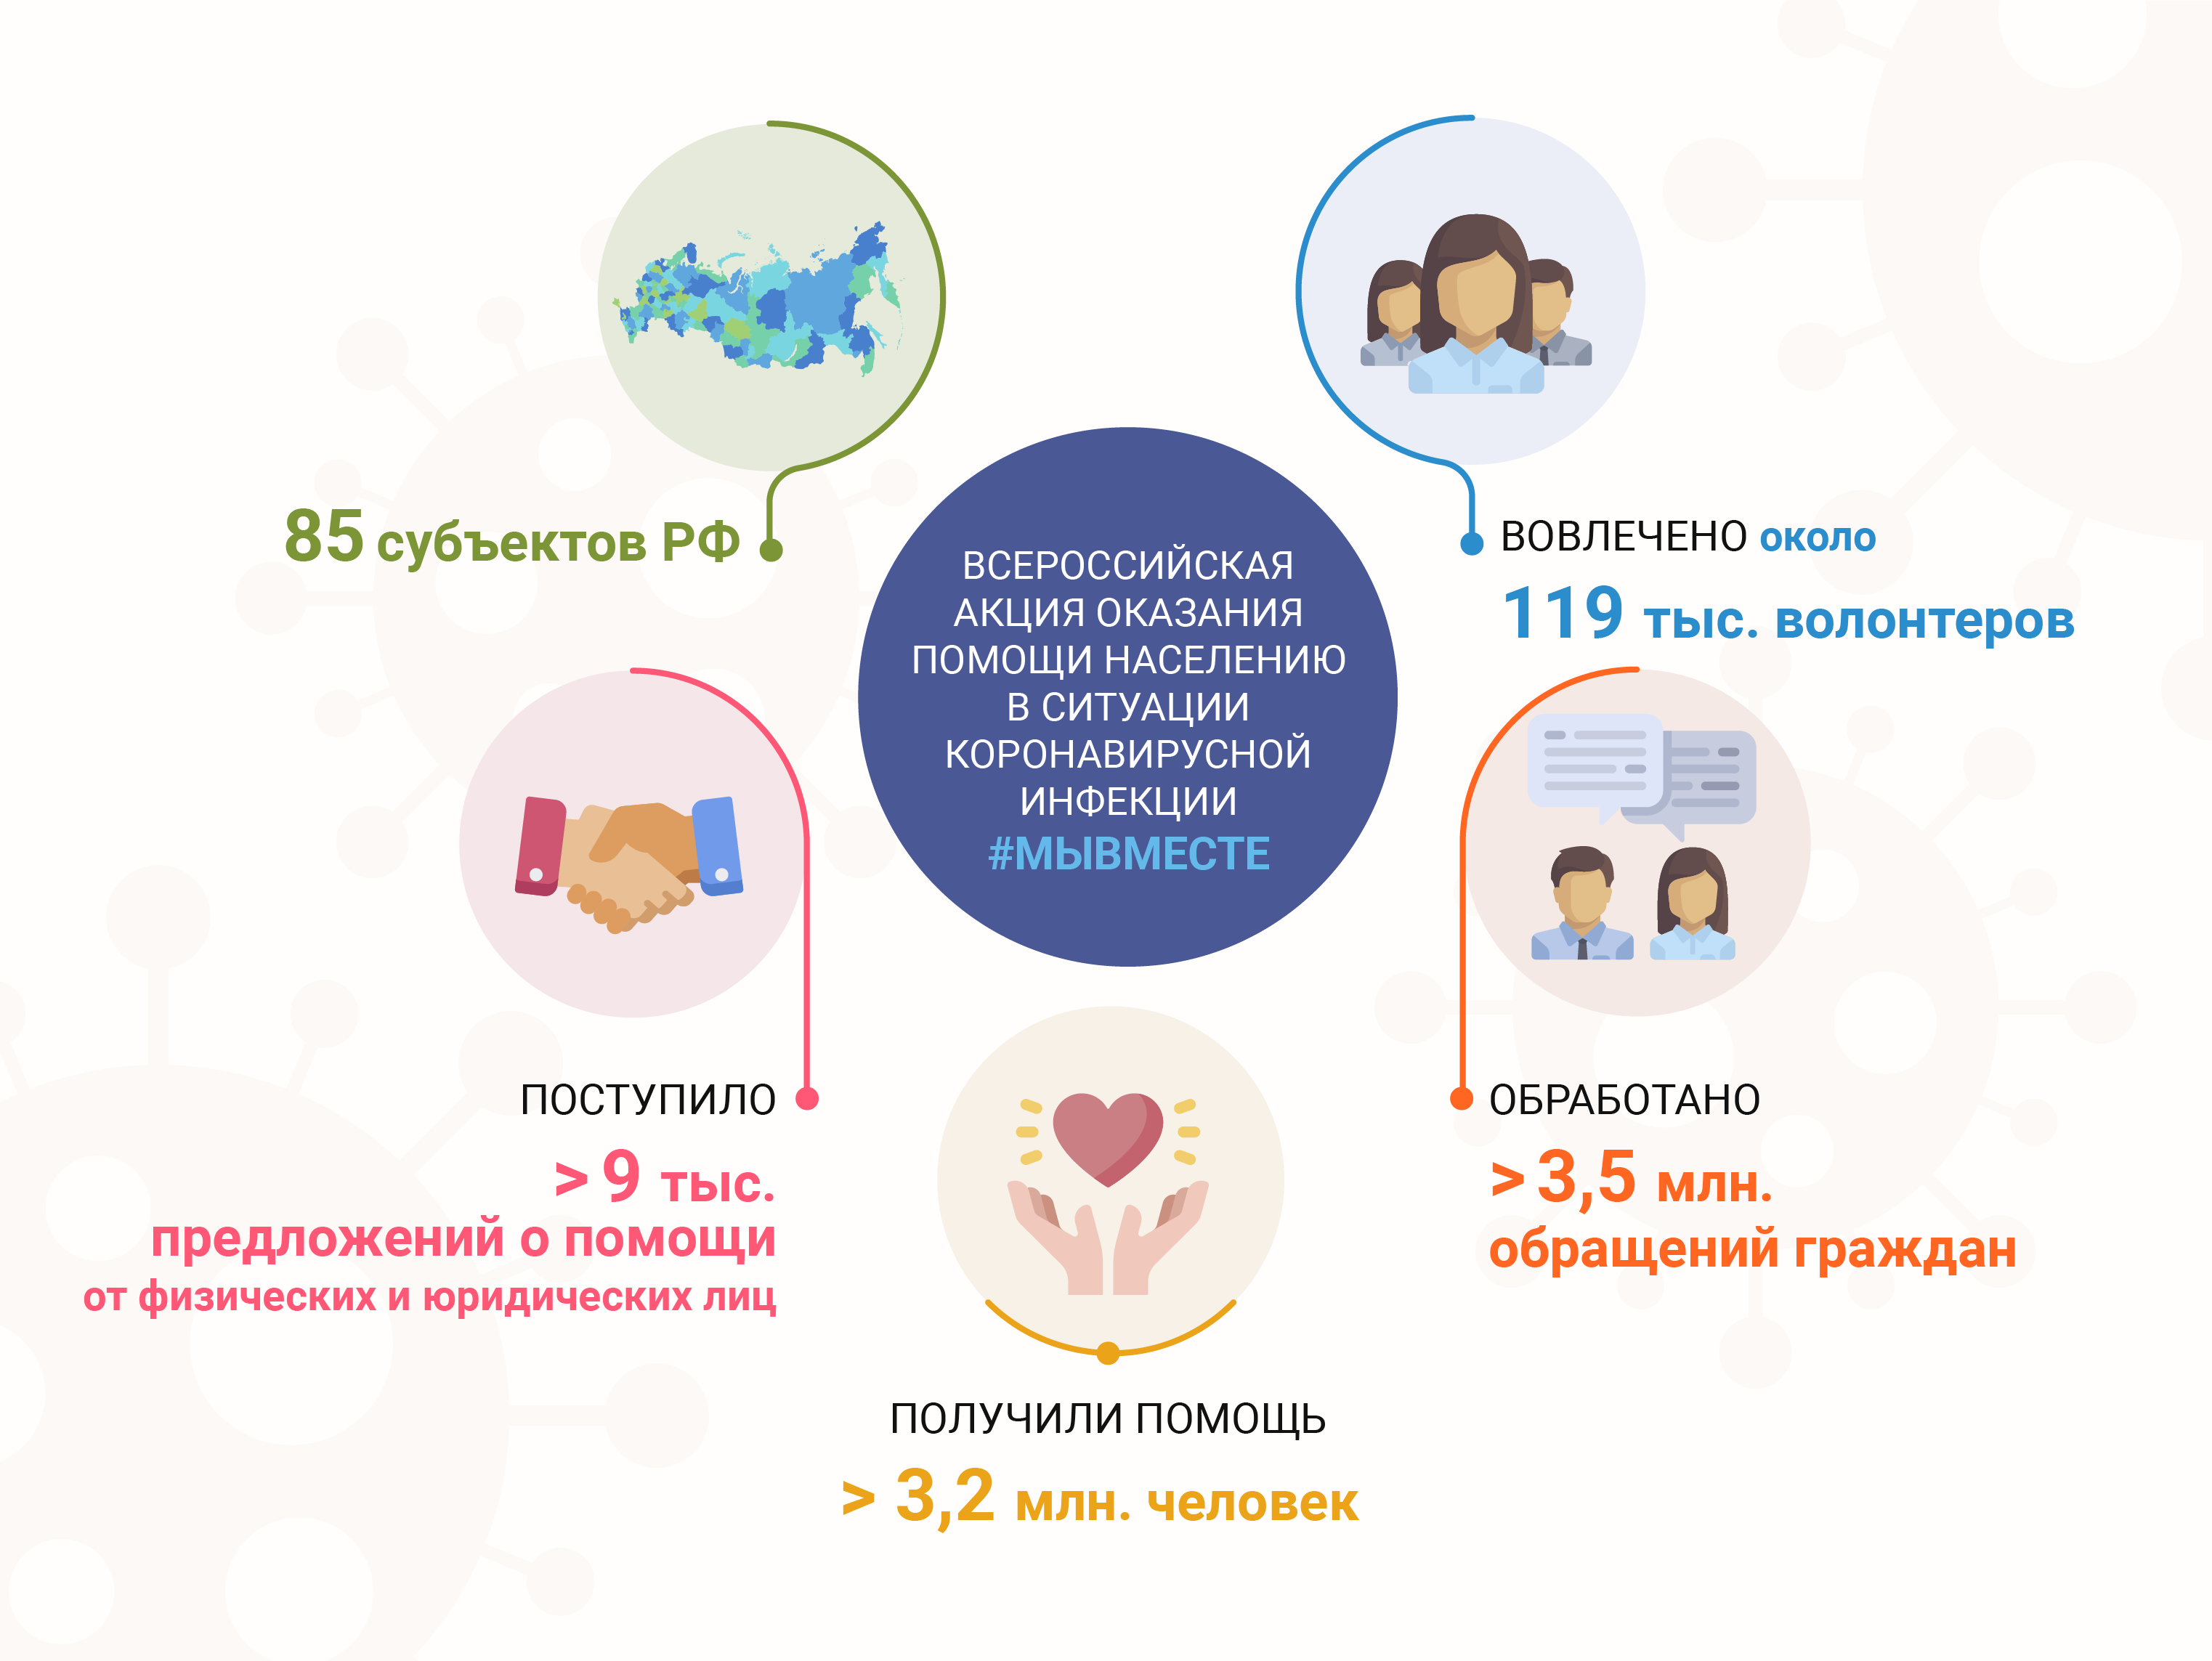 85 субъектов РФ
ВОВЛЕЧЕНО около
119 тыс. волонтеров
ВСЕРОССИЙСКАЯ
АКЦИЯ ОКАЗАНИЯ
ПОМОЩИ НАСЕЛЕНИЮ
В СИТУАЦИИ
КОРОНАВИРУСНОЙ
ИНФЕКЦИИ
#МЫВМЕСТЕ
ПОСТУПИЛО
> 9 тыс.
предложений о помощи
от физических и юридических лиц
ОБРАБОТАНО
> 3,5 млн.
обращений граждан
ПОЛУЧИЛИ ПОМОЩЬ
> 3,2 млн. человек